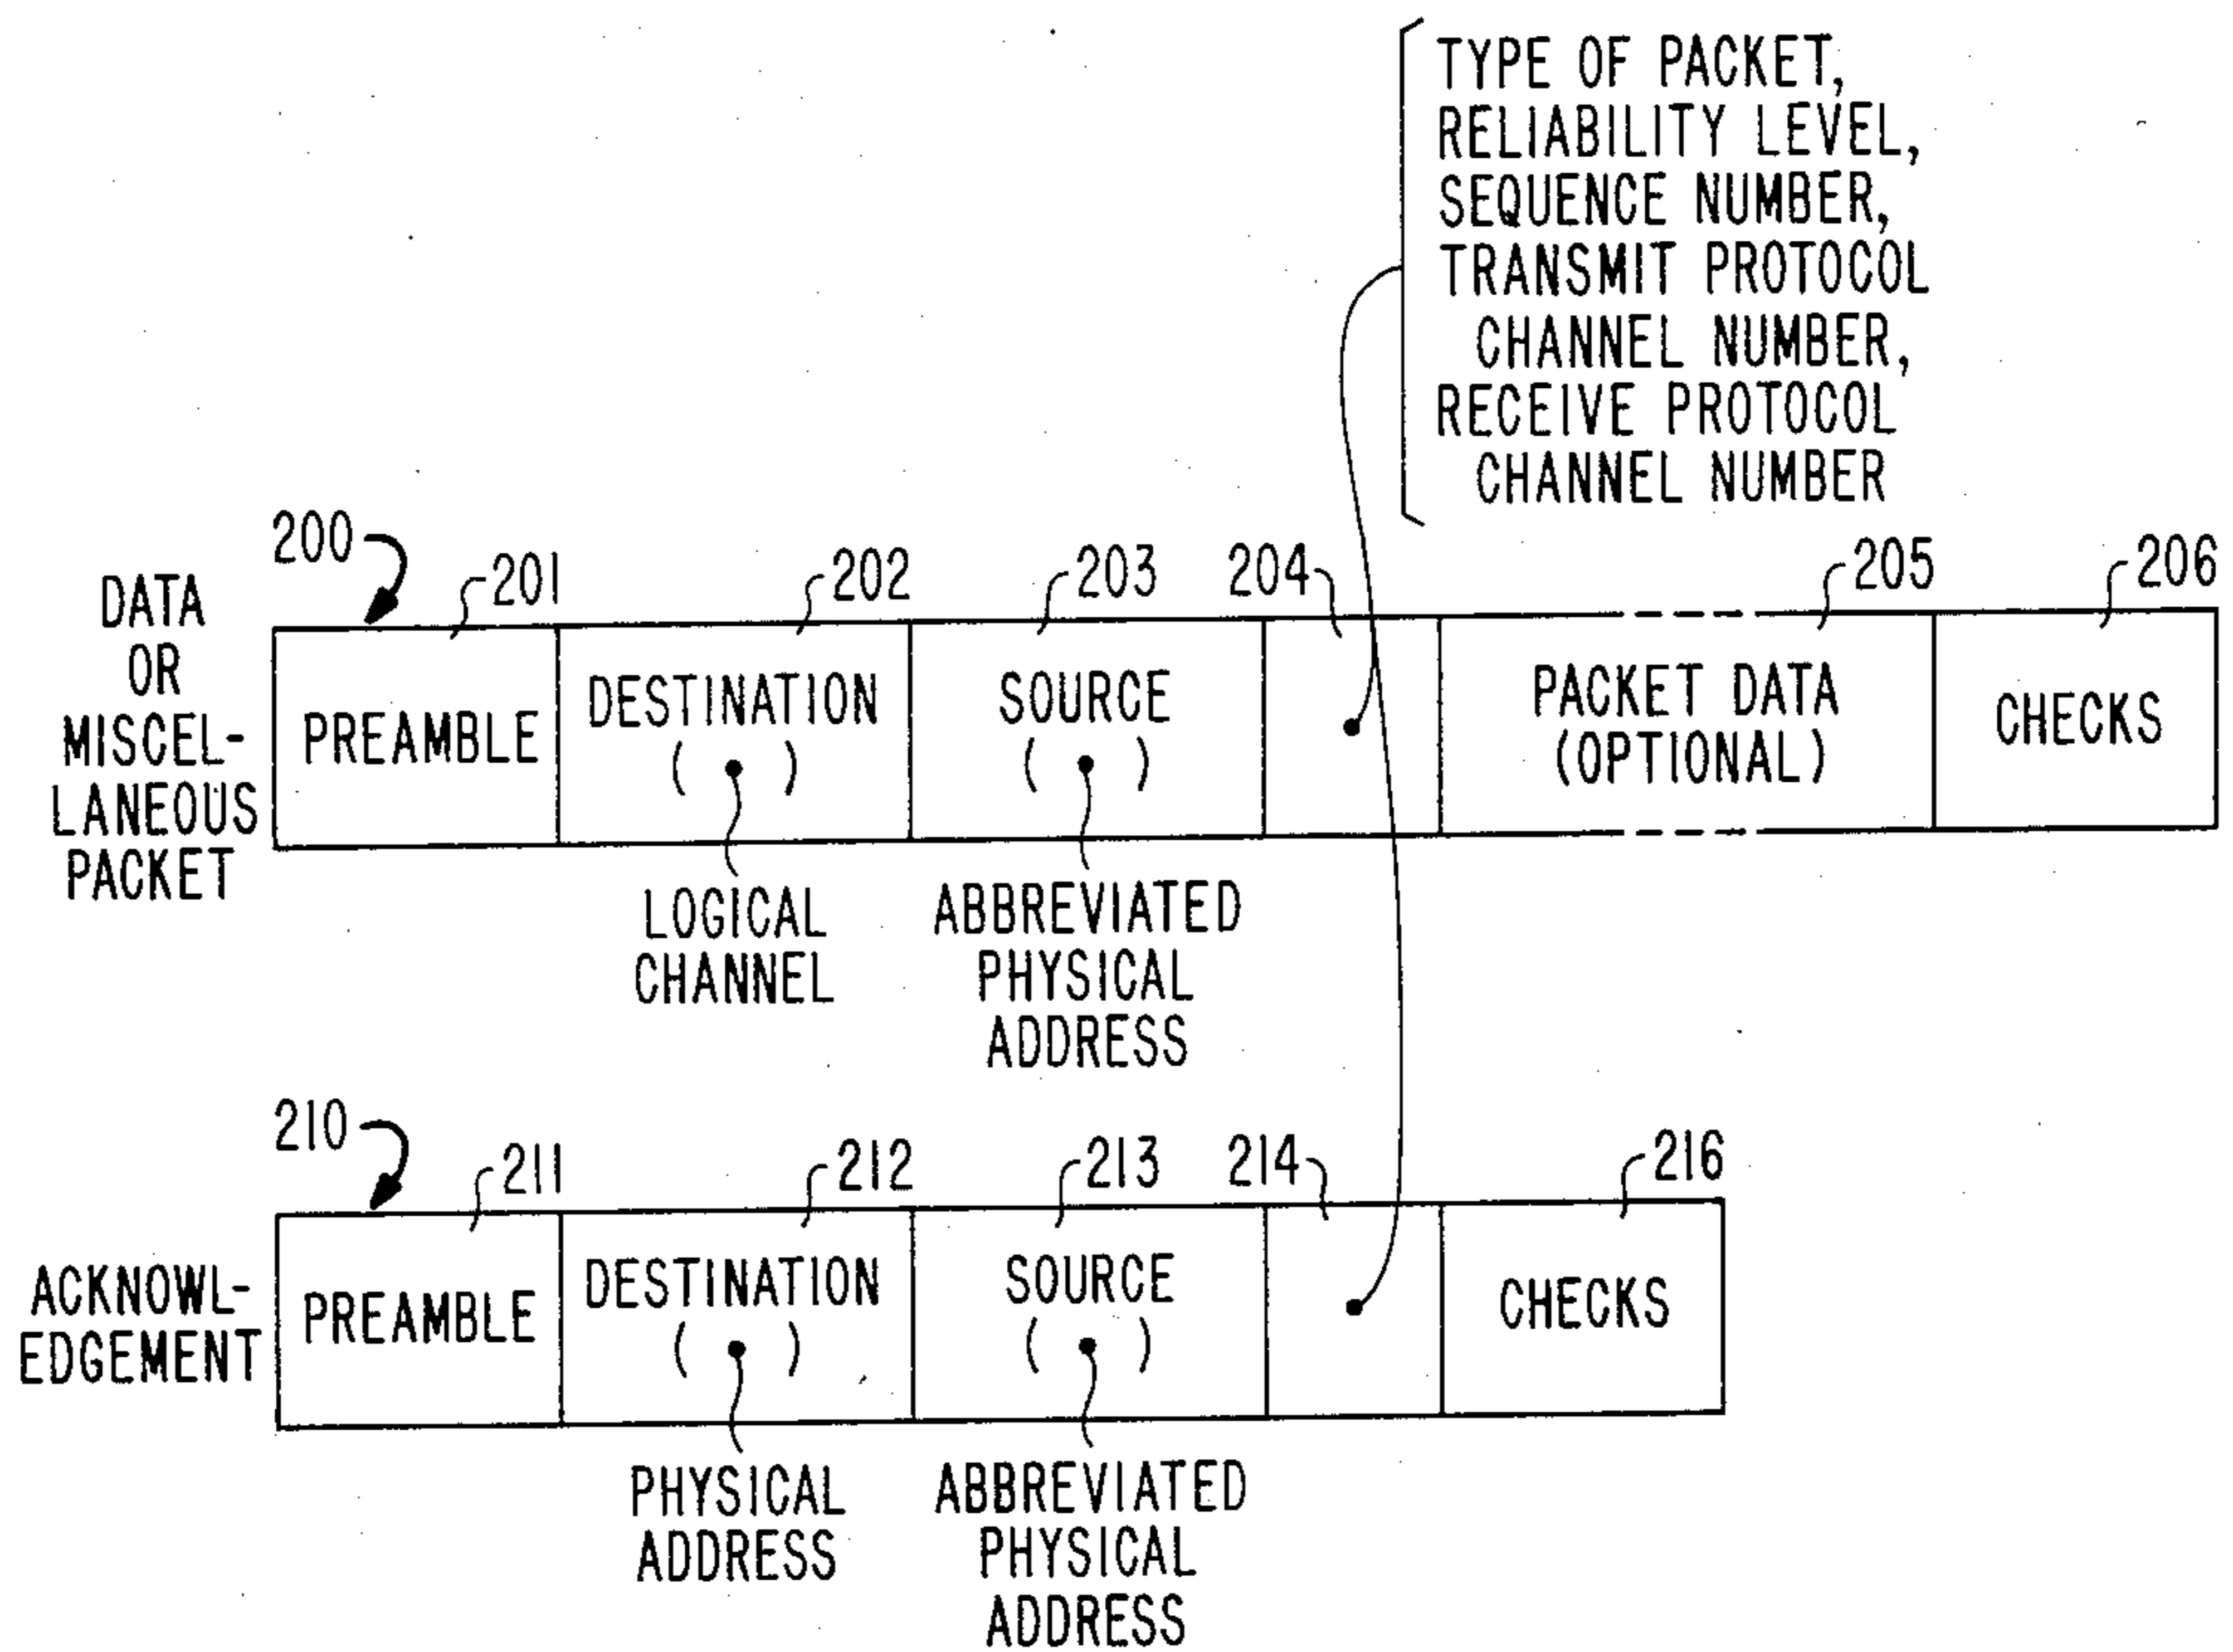 TYPE OF PACKET,
RELIABILITY LEVEL,
SEQUENCE NUMBER,
TRANSMIT PROTOCOL
CHANNEL NUMBER,
RECEIVE PROTOCOL
CHANNEL NUMBER
200
201
202
203
204
205
206
DATA
OR
MISCEL-
LANEOUS
PACKET
PREAMBLE
DESTINATION
( )
SOURCE
( )
PACKET DATA
(OPTIONAL)
CHECKS
LOGICAL
CHANNEL
ABBREVIATED
PHYSICAL
ADDRESS
210
211
212
213
214
216
ACKNOWL-
EDGEMENT
PREAMBLE
DESTINATION
( )
SOURCE
( )
CHECKS
PHYSICAL
ADDRESS
ABBREVIATED
PHYSICAL
ADDRESS